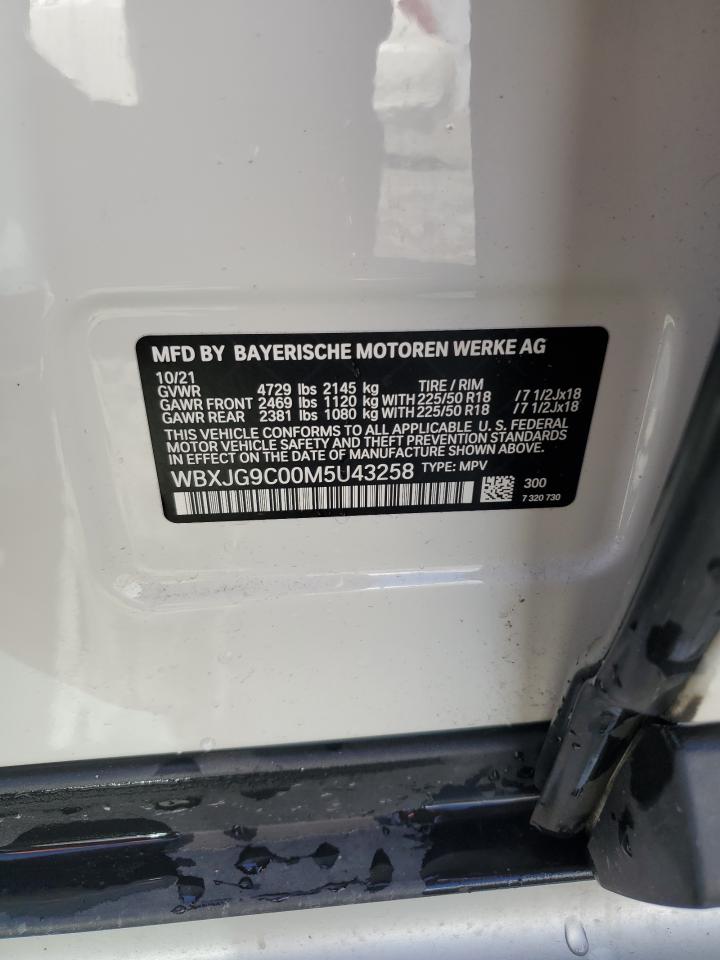 MFD BY BAYERISCHE MOTOREN WERKE AG
10/21
GVWR 4729 lbs 2145 kg TIRE / RIM
GAWR FRONT 2469 lbs 1120 kg WITH 225/50 R18 /7 1/2Jx18
GAWR REAR 2381 lbs 1080 kg WITH 225/50 R18 /7 1/2Jx18
THIS VEHICLE CONFORMS TO ALL APPLICABLE U.S. FEDERAL
MOTOR VEHICLE SAFETY AND THEFT PREVENTION STANDARDS
IN EFFECT ON THE DATE OF MANUFACTURE SHOWN ABOVE.
WBXJG9C00M5U43258 TYPE: MPV
300
7 320 730